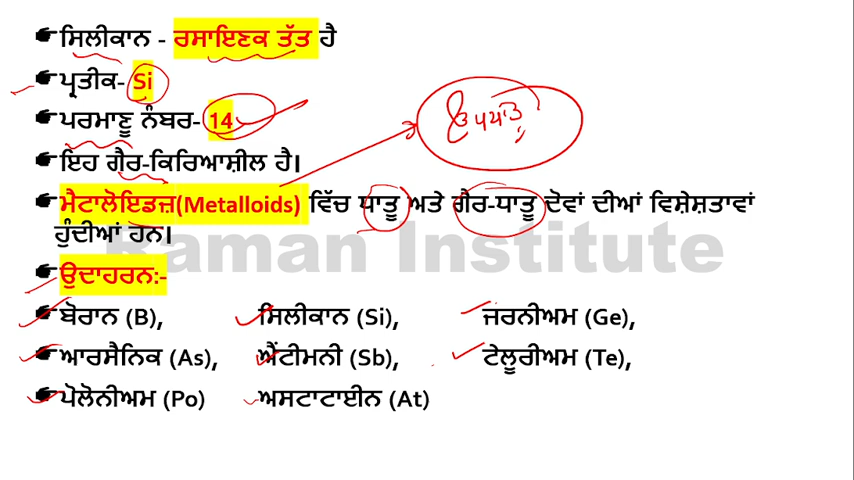 ਸਿਲੀਕਾਨ - ਰਸਾਇਣਕ ਤੱਤ ਹੈ
ਪ੍ਰਤੀਕ- Si
ਪਰਮਾਣੂ ਨੰਬਰ- 14
ਇਹ ਗੈਰ-ਕਿਰਿਆਸ਼ੀਲ ਹੈ।
ਮੈਟਾਲੋਇਡਜ਼(Metalloids) ਵਿੱਚ ਧਾਤੂ ਅਤੇ ਗੈਰ-ਧਾਤੂ ਦੋਵਾਂ ਦੀਆਂ ਵਿਸ਼ੇਸ਼ਤਾਵਾਂ
ਹੁੰਦੀਆਂ ਹਨ।
Raman Institute
ਉਦਾਹਰਨ:-
ਬੋਰਾਨ (B), ਸਿਲੀਕਾਨ (Si), ਜਰਨੀਅਮ (Ge),
ਆਰਸੈਨਿਕ (As), ਐਂਟੀਮਨੀ (Sb), ਟੇਲੂਰੀਅਮ (Te),
ਪੋਲੋਨੀਅਮ (Po) ਅਸਟਾਟਾਈਨ (At)